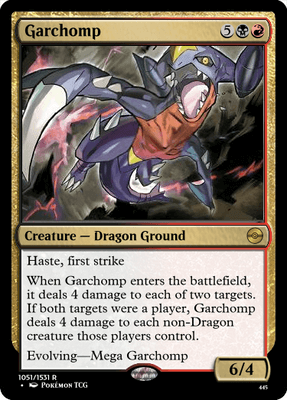 Garchomp 5
Creature — Dragon Ground
Haste, first strike
When Garchomp enters the battlefield,
it deals 4 damage to each of two targets.
If both targets were a player, Garchomp
deals 4 damage to each non-Dragon
creature those players control.
Evolving—Mega Garchomp
6/4
1051/1531 R
• Pokémon TCG
445